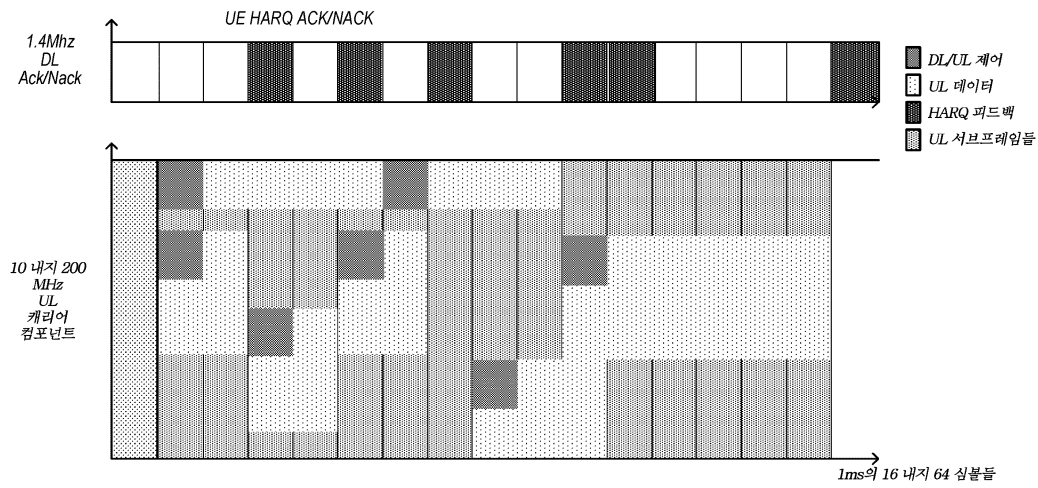 UE HARQ ACK/NACK
1.4Mhz
DL
Ack/Nack
DL/UL 제어
UL 데이터
HARQ 피드백
UL 서브프레임들
10 내지 200
MHz
UL
캐리어
컴포넌트
1ms의 16 내지 64 심볼들